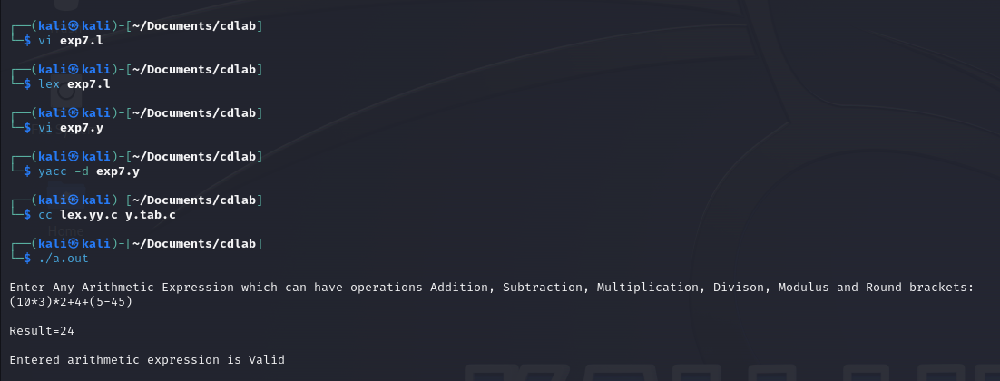 ┌──(kali㉿kali)-[~/Documents/cdlab]
└─$ vi exp7.l
┌──(kali㉿kali)-[~/Documents/cdlab]
└─$ lex exp7.l
┌──(kali㉿kali)-[~/Documents/cdlab]
└─$ vi exp7.y
┌──(kali㉿kali)-[~/Documents/cdlab]
└─$ yacc -d exp7.y
┌──(kali㉿kali)-[~/Documents/cdlab]
└─$ cc lex.yy.c y.tab.c
Home
┌──(kali㉿kali)-[~/Documents/cdlab]
└─$ ./a.out
Enter Any Arithmetic Expression which can have operations Addition, Subtraction, Multiplication, Divison, Modulus and Round brackets:
(10*3)*2+4+(5-45)
Result=24
Entered arithmetic expression is Valid